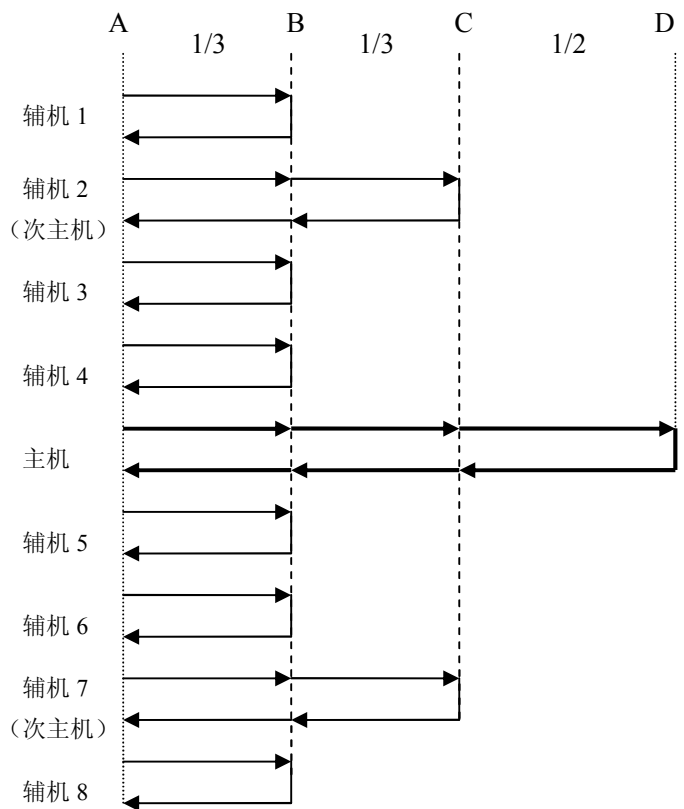 A B C D
1/3 1/3 1/2
辅机 1
辅机 2
（次主机）
辅机 3
辅机 4
主机
辅机 5
辅机 6
辅机 7
（次主机）
辅机 8